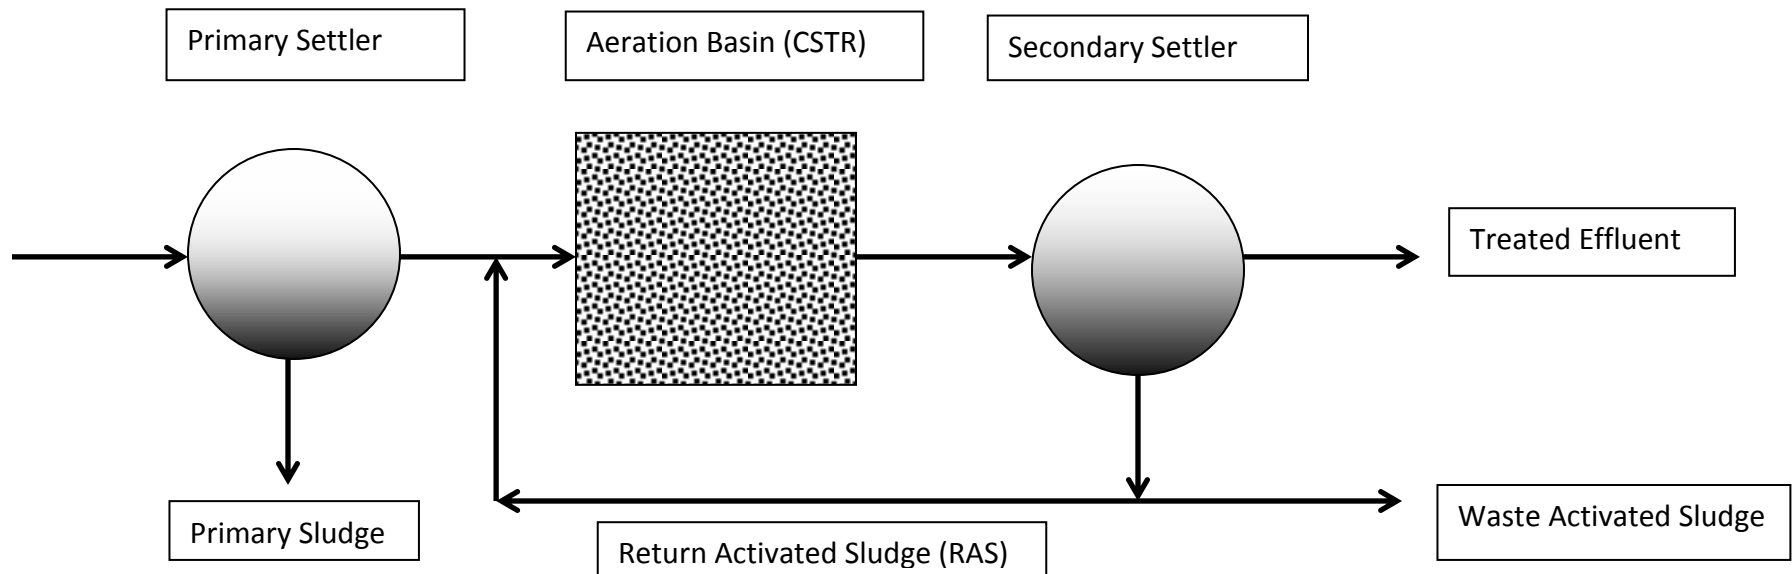 Primary Settler
Aeration Basin (CSTR)
Secondary Settler
Treated Effluent
Primary Sludge
Return Activated Sludge (RAS)
Waste Activated Sludge